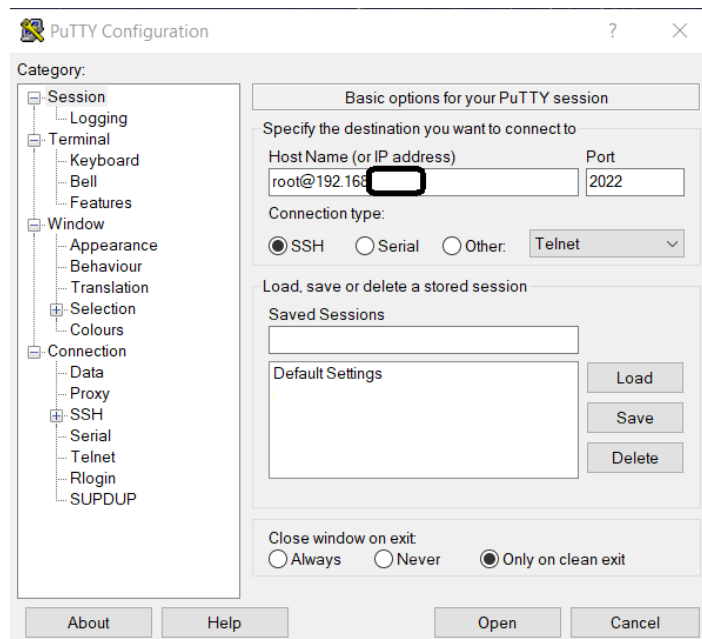 PuTTY Configuration
?
Category:
Session
Logging
Terminal
Keyboard
Bell
Features
Window
Appearance
Behaviour
Translation
Selection
Colours
Connection
Data
Proxy
SSH
Serial
Telnet
Rlogin
SUPDUP
Basic options for your PuTTY session
Specify the destination you want to connect to
Host Name (or IP address) Port
root@192.168 2022
Connection type:
SSH Serial Other: Telnet
Load, save or delete a stored session
Saved Sessions
Default Settings
Load
Save
Delete
Close window on exit:
Always Never Only on clean exit
About Help Open Cancel